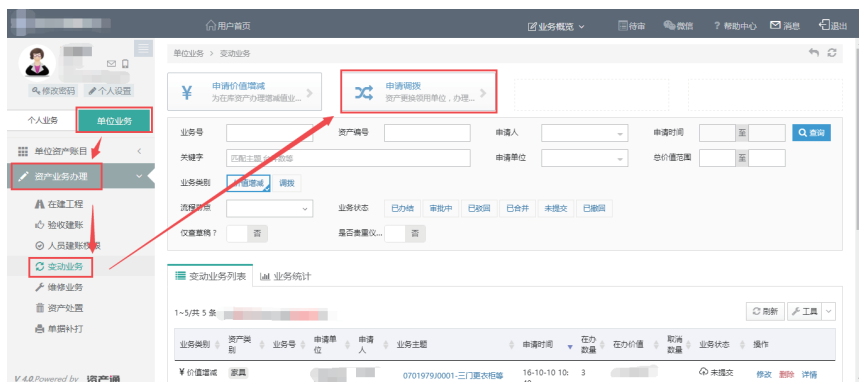 用户首页 业务概览 待审 微信 ? 帮助中心 消息 退出
修改密码 个人设置
个人业务 单位业务
单位资产账目
资产业务办理
在建工程
验收建账
人员建账模板
变动业务
维修业务
资产处置
单据补打
V 4.0 Powered by 资产通
单位业务 > 变动业务
¥ 申请价值增减
为在库资产办理增减值业...
申请调拨
资产更换领用单位，办理...
业务号 资产编号 申请人 申请时间 至 查询
关键字 匹配主题 申请单位 总价值范围 至
业务类别 价值增减 调拨
流程节点 业务状态 已办结 审批中 已驳回 已合并 未提交 已撤回
仅查草稿？ 否 是否贵重仪... 否
变动业务列表 业务统计
1~5/共 5 条 刷新 工具
业务类别 资产类别 业务号 申请单位 申请人 业务主题 申请时间 在办数量 在办价值 取消数量 业务状态 操作
¥ 价值增减 家具 0701979J0001-三门更衣柜等 16-10-10 10: 3 未提交 修改 删除 详情